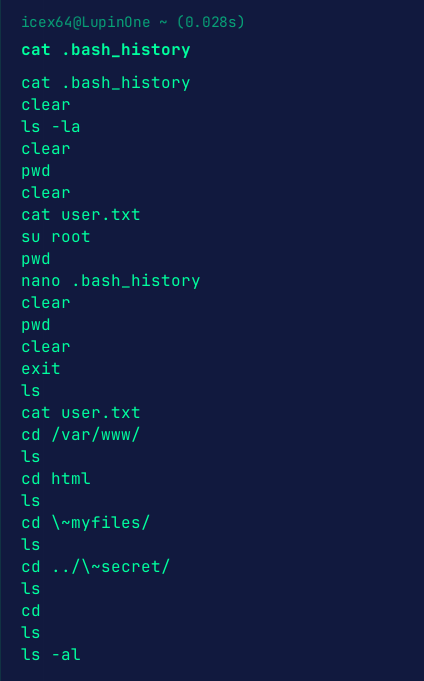 icex64@LupinOne ~ (0.028s)
cat .bash_history
cat .bash_history
clear
ls -la
clear
pwd
clear
cat user.txt
su root
pwd
nano .bash_history
clear
pwd
clear
exit
ls
cat user.txt
cd /var/www/
ls
cd html
ls
cd \~myfiles/
ls
cd ../\~secret/
ls
cd
ls
ls -al